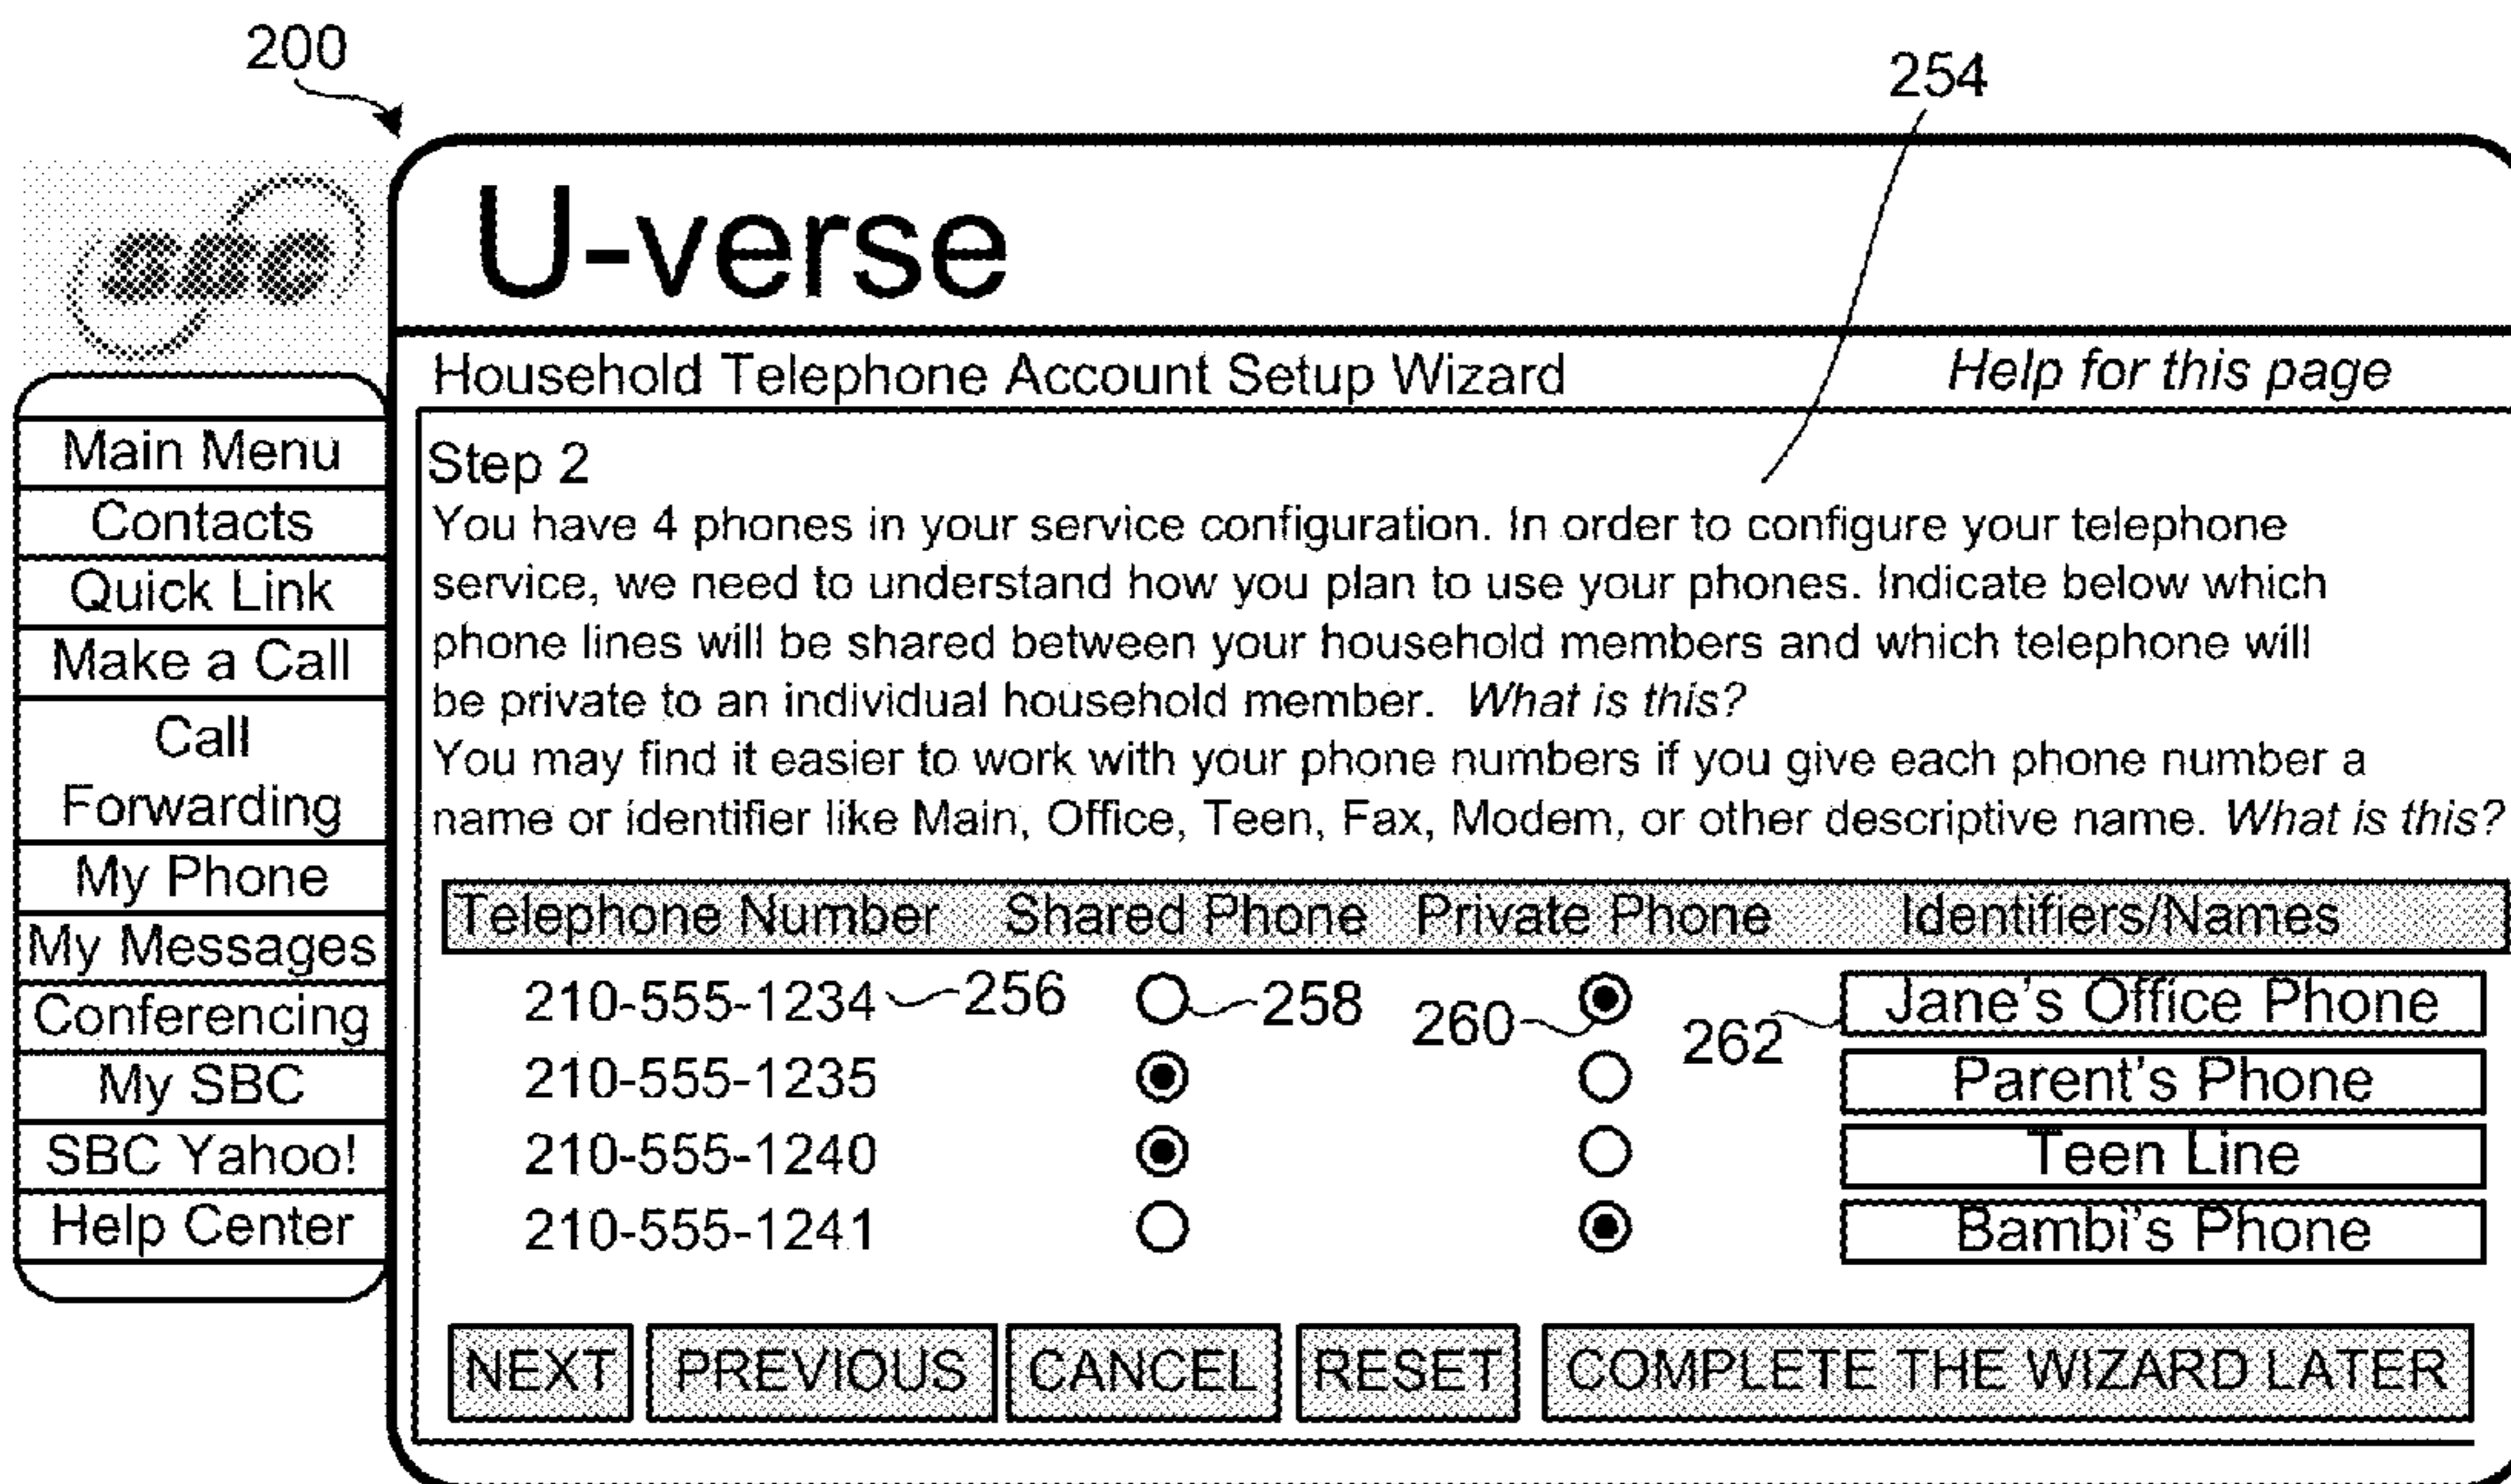 200
254
SBC
U-verse
Household Telephone Account Setup Wizard Help for this page
Main Menu
Contacts
Quick Link
Make a Call
Call
Forwarding
My Phone
My Messages
Conferencing
My SBC
SBC Yahoo!
Help Center
Step 2
You have 4 phones in your service configuration. In order to configure your telephone
service, we need to understand how you plan to use your phones. Indicate below which
phone lines will be shared between your household members and which telephone will
be private to an individual household member. What is this?
You may find it easier to work with your phone numbers if you give each phone number a
name or identifier like Main, Office, Teen, Fax, Modem, or other descriptive name. What is this?
Telephone Number Shared Phone Private Phone Identifiers/Names
210-555-1234 256 258 260 262 Jane's Office Phone
210-555-1235 Parent's Phone
210-555-1240 Teen Line
210-555-1241 Bambi's Phone
NEXT PREVIOUS CANCEL RESET COMPLETE THE WIZARD LATER